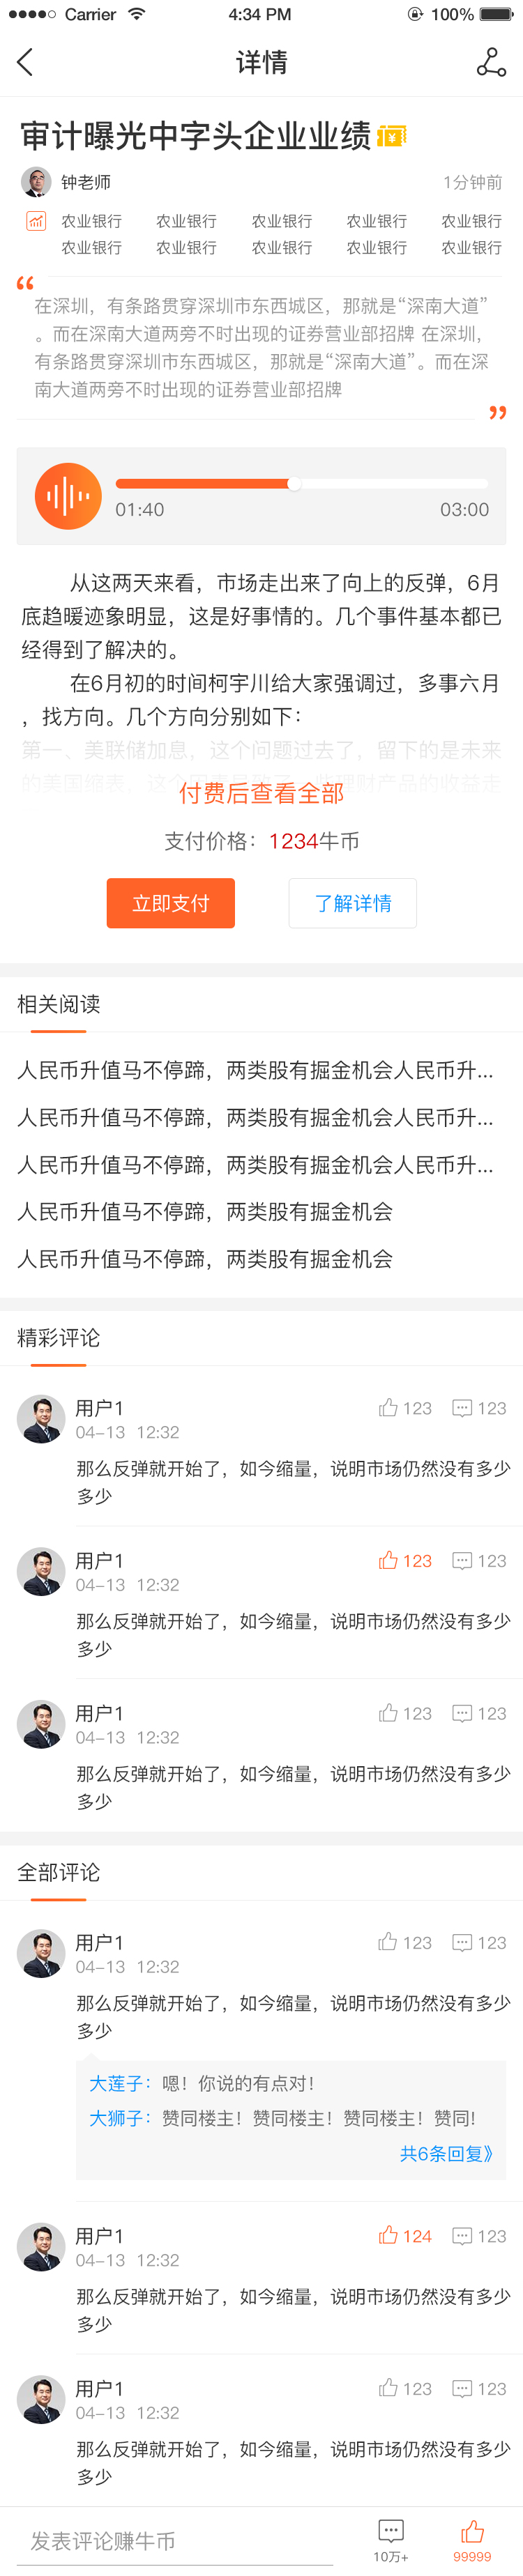 Carrier 4:34 PM 100%
详情
审计曝光中字头企业业绩
钟老师 1分钟前
农业银行 农业银行 农业银行 农业银行 农业银行
农业银行 农业银行 农业银行 农业银行 农业银行
“
在深圳，有条路贯穿深圳市东西城区，那就是“深南大道”
。而在深南大道两旁不时出现的证券营业部招牌 在深圳，
有条路贯穿深圳市东西城区，那就是“深南大道”。而在深
南大道两旁不时出现的证券营业部招牌
”
01:40 03:00
从这两天来看，市场走出来了向上的反弹，6月
底趋暖迹象明显，这是好事情的。几个事件基本都已
经得到了解决的。
在6月初的时间柯宇川给大家强调过，多事六月
，找方向。几个方向分别如下：
第一、美联储加息，这个问题过去了，留下的是未来
付费后查看全部
支付价格：1234牛币
立即支付 了解详情
相关阅读
人民币升值马不停蹄，两类股有掘金机会人民币升...
人民币升值马不停蹄，两类股有掘金机会人民币升...
人民币升值马不停蹄，两类股有掘金机会人民币升...
人民币升值马不停蹄，两类股有掘金机会
人民币升值马不停蹄，两类股有掘金机会
精彩评论
用户1 123 123
04-13 12:32
那么反弹就开始了，如今缩量，说明市场仍然没有多少
多少
用户1 123 123
04-13 12:32
那么反弹就开始了，如今缩量，说明市场仍然没有多少
多少
用户1 123 123
04-13 12:32
那么反弹就开始了，如今缩量，说明市场仍然没有多少
多少
全部评论
用户1 123 123
04-13 12:32
那么反弹就开始了，如今缩量，说明市场仍然没有多少
多少
大莲子：嗯！你说的有点对！
大狮子：赞同楼主！赞同楼主！赞同楼主！赞同!
共6条回复》
用户1 124 123
04-13 12:32
那么反弹就开始了，如今缩量，说明市场仍然没有多少
多少
用户1 123 123
04-13 12:32
那么反弹就开始了，如今缩量，说明市场仍然没有多少
多少
发表评论赚牛币 10万+ 99999